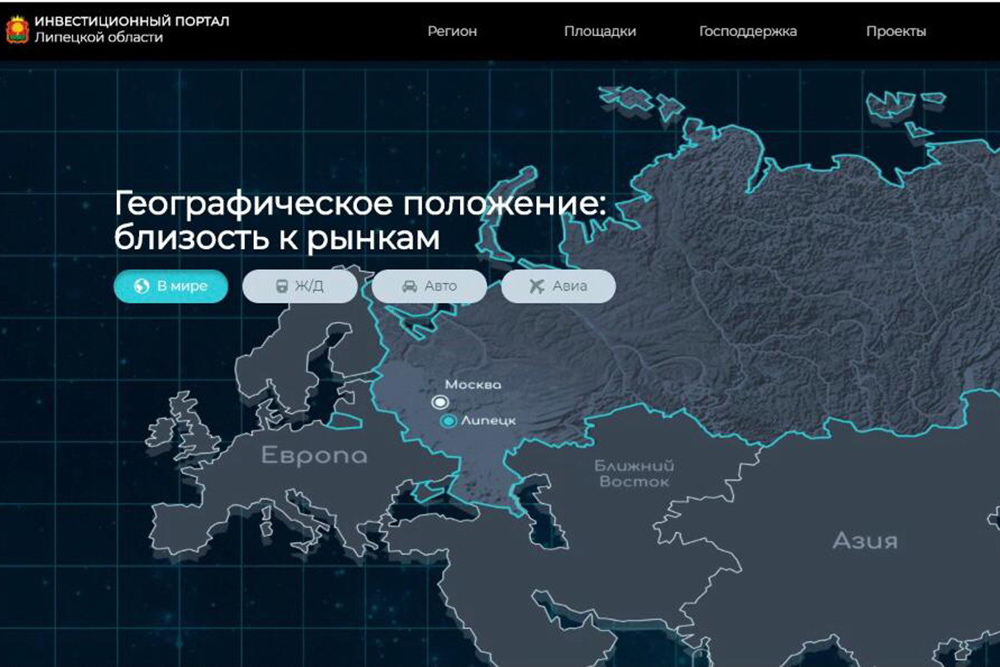 ИНВЕСТИЦИОННЫЙ ПОРТАЛ
Липецкой области
Регион
Площадки
Господдержка
Проекты
Географическое положение:
близость к рынкам
В мире
Ж/Д
Авто
Авиа
Москва
Липецк
Европа
Ближний
Восток
Азия